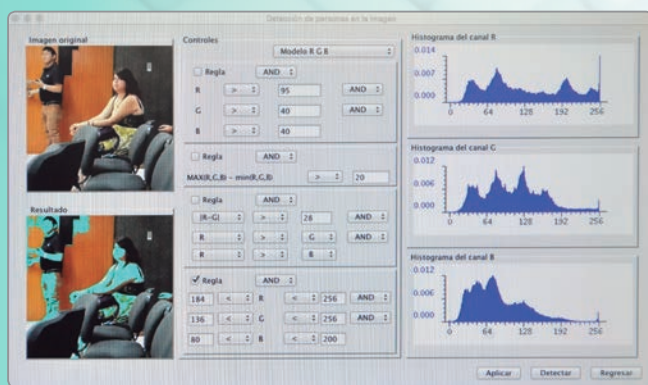 Detección de personas en la imagen
Imagen original
Resultado
Controles
Modelo R G B
Regla AND
R > 95 AND
G > 40 AND
B > 40
Regla AND
MAX(R,G,B) - min(R,G,B) > 20
Regla AND
|R-G| > 28
R > G AND
R > B
Regla AND
184 < R < 256 AND
136 < G < 256 AND
80 < B < 200
Histograma del canal R
0.014
0.007
0.000
0 64 128 192 256
Histograma del canal G
0.012
0.006
0.000
0 64 128 192 256
Histograma del canal B
0.012
0.006
0.000
0 64 128 192 256
Aplicar Detectar Regresar